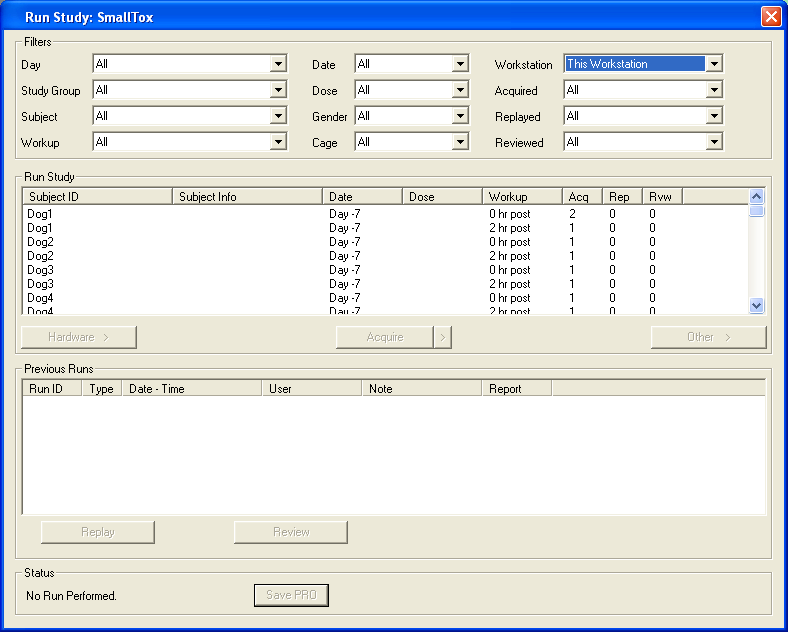 Run Study: SmallTox
Filters
Day All Date All Workstation This Workstation
Study Group All Dose All Acquired All
Subject All Gender All Replayed All
Workup All Cage All Reviewed All
Run Study
Subject ID Subject Info Date Dose Workup Acq Rep Rvw
Dog1 Day -7 0 hr post 2 0 0
Dog1 Day -7 2 hr post 1 0 0
Dog2 Day -7 0 hr post 1 0 0
Dog2 Day -7 2 hr post 1 0 0
Dog3 Day -7 0 hr post 1 0 0
Dog3 Day -7 2 hr post 1 0 0
Dog4 Day -7 0 hr post 1 0 0
Dog4 Day -7 2 hr post 1 0 0
Hardware > Acquire > Other >
Previous Runs
Run ID Type Date - Time User Note Report
Replay Review
Status
No Run Performed. Save PRO